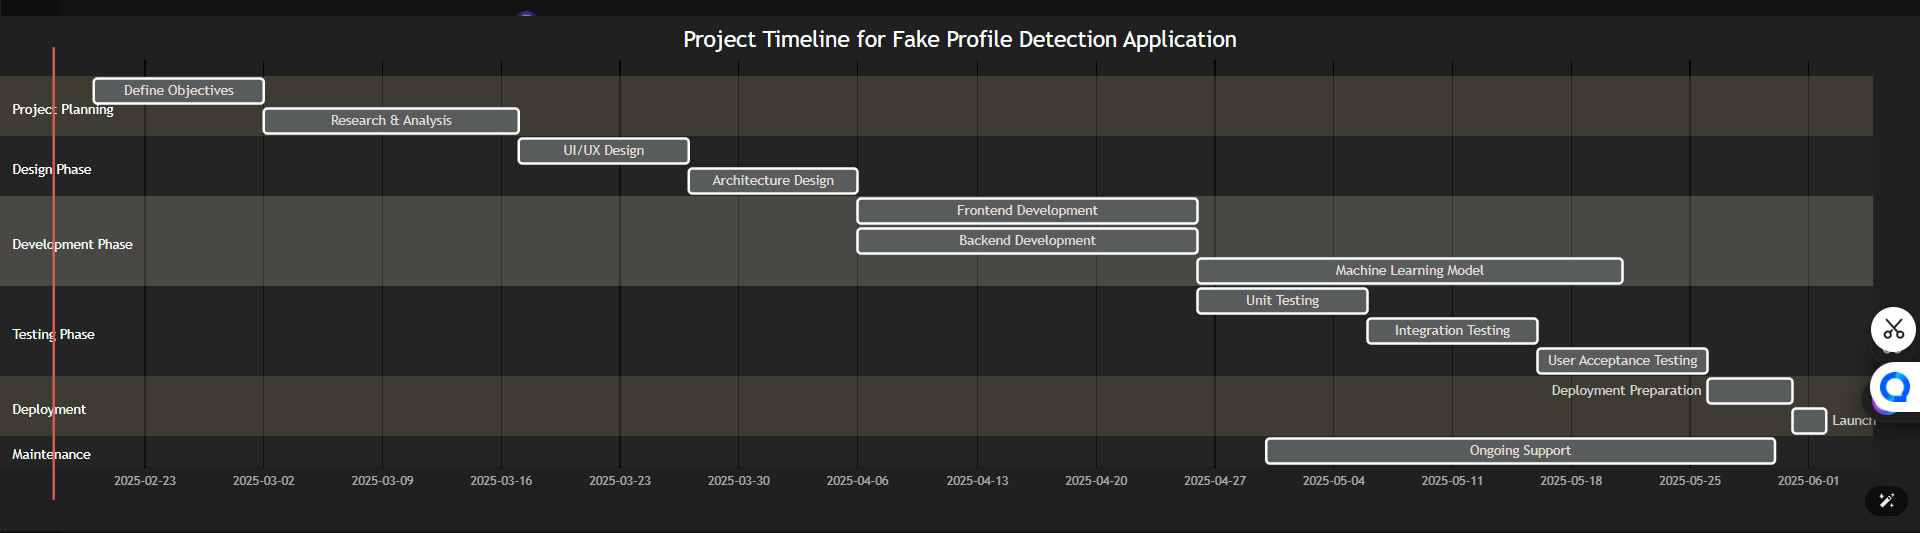 Project Timeline for Fake Profile Detection Application
Define Objectives
Project Planning
Research & Analysis
UI/UX Design
Design Phase
Architecture Design
Frontend Development
Backend Development
Development Phase
Machine Learning Model
Unit Testing
Integration Testing
Testing Phase
User Acceptance Testing
Deployment Preparation
Deployment
Launch
Ongoing Support
Maintenance
2025-02-23 2025-03-02 2025-03-09 2025-03-16 2025-03-23 2025-03-30 2025-04-06 2025-04-13 2025-04-20 2025-04-27 2025-05-04 2025-05-11 2025-05-18 2025-05-25 2025-06-01